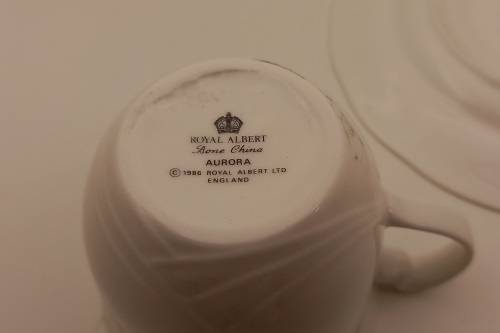 ROYAL ALBERT
Bone China
AURORA
© 1986 ROYAL ALBERT LTD
ENGLAND